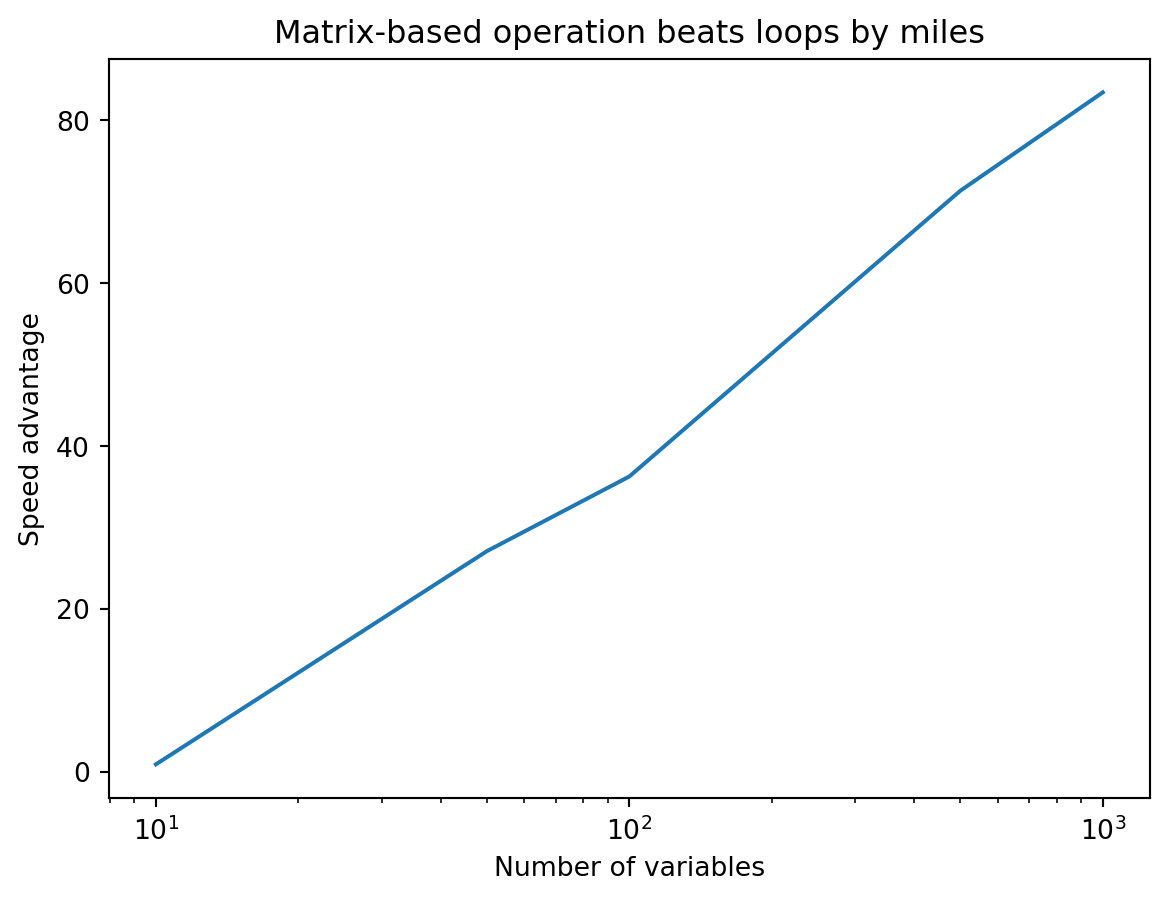 Matrix-based operation beats loops by miles
80
60
40
20
0
Speed advantage
10¹ 10² 10³
Number of variables